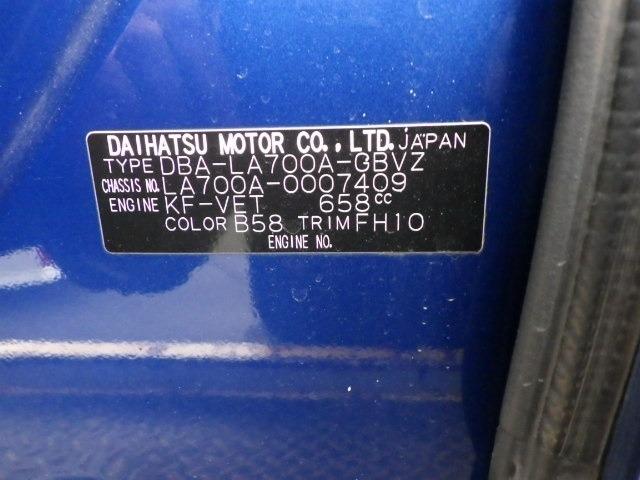 DAIHATSU MOTOR CO., LTD. JAPAN
TYPE DBA-LA700A-GBVZ
CHASSIS NO. LA700A-0007409
ENGINE KF-VET 658cc
COLOR B58 TRIM FH10
ENGINE NO.